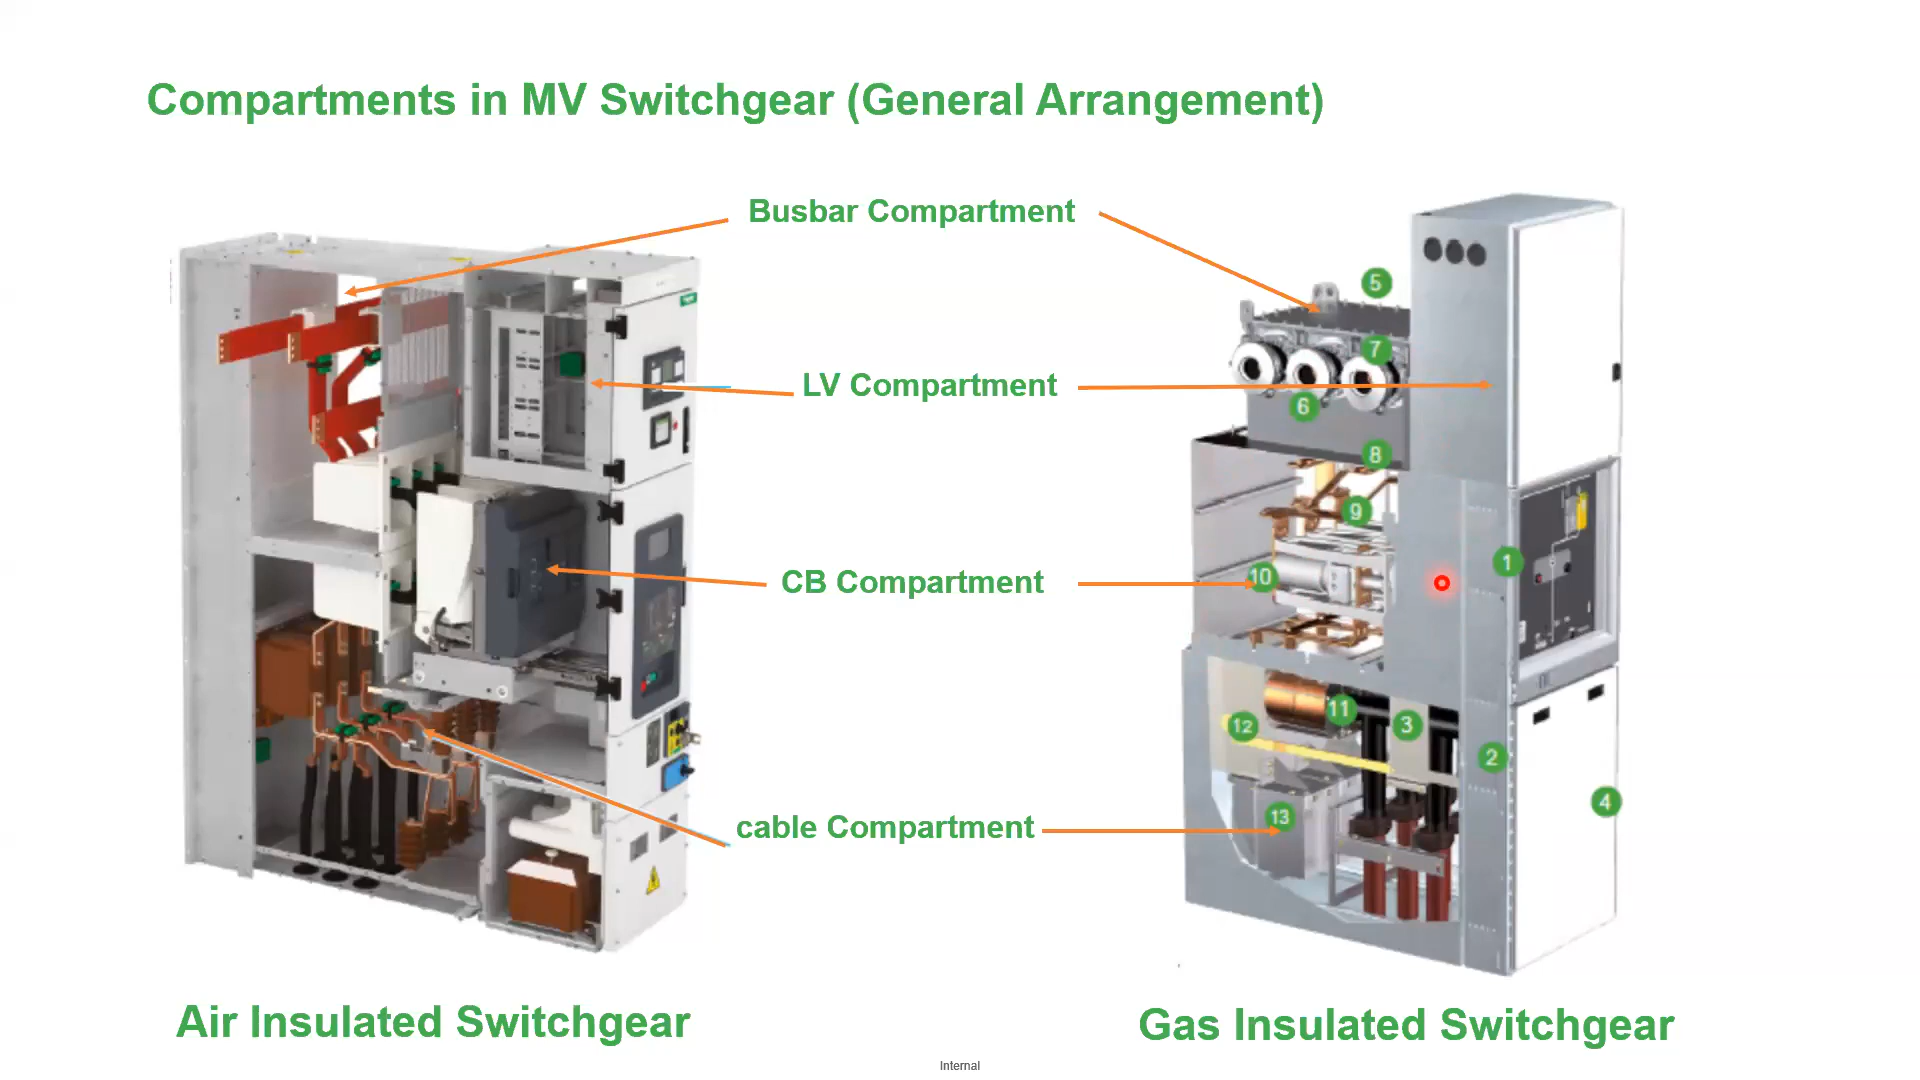 Compartments in MV Switchgear (General Arrangement)
Busbar Compartment
LV Compartment
CB Compartment
cable Compartment
5
7
6
8
9
10
1
11
3
12
2
4
13
Air Insulated Switchgear
Gas Insulated Switchgear
Internal